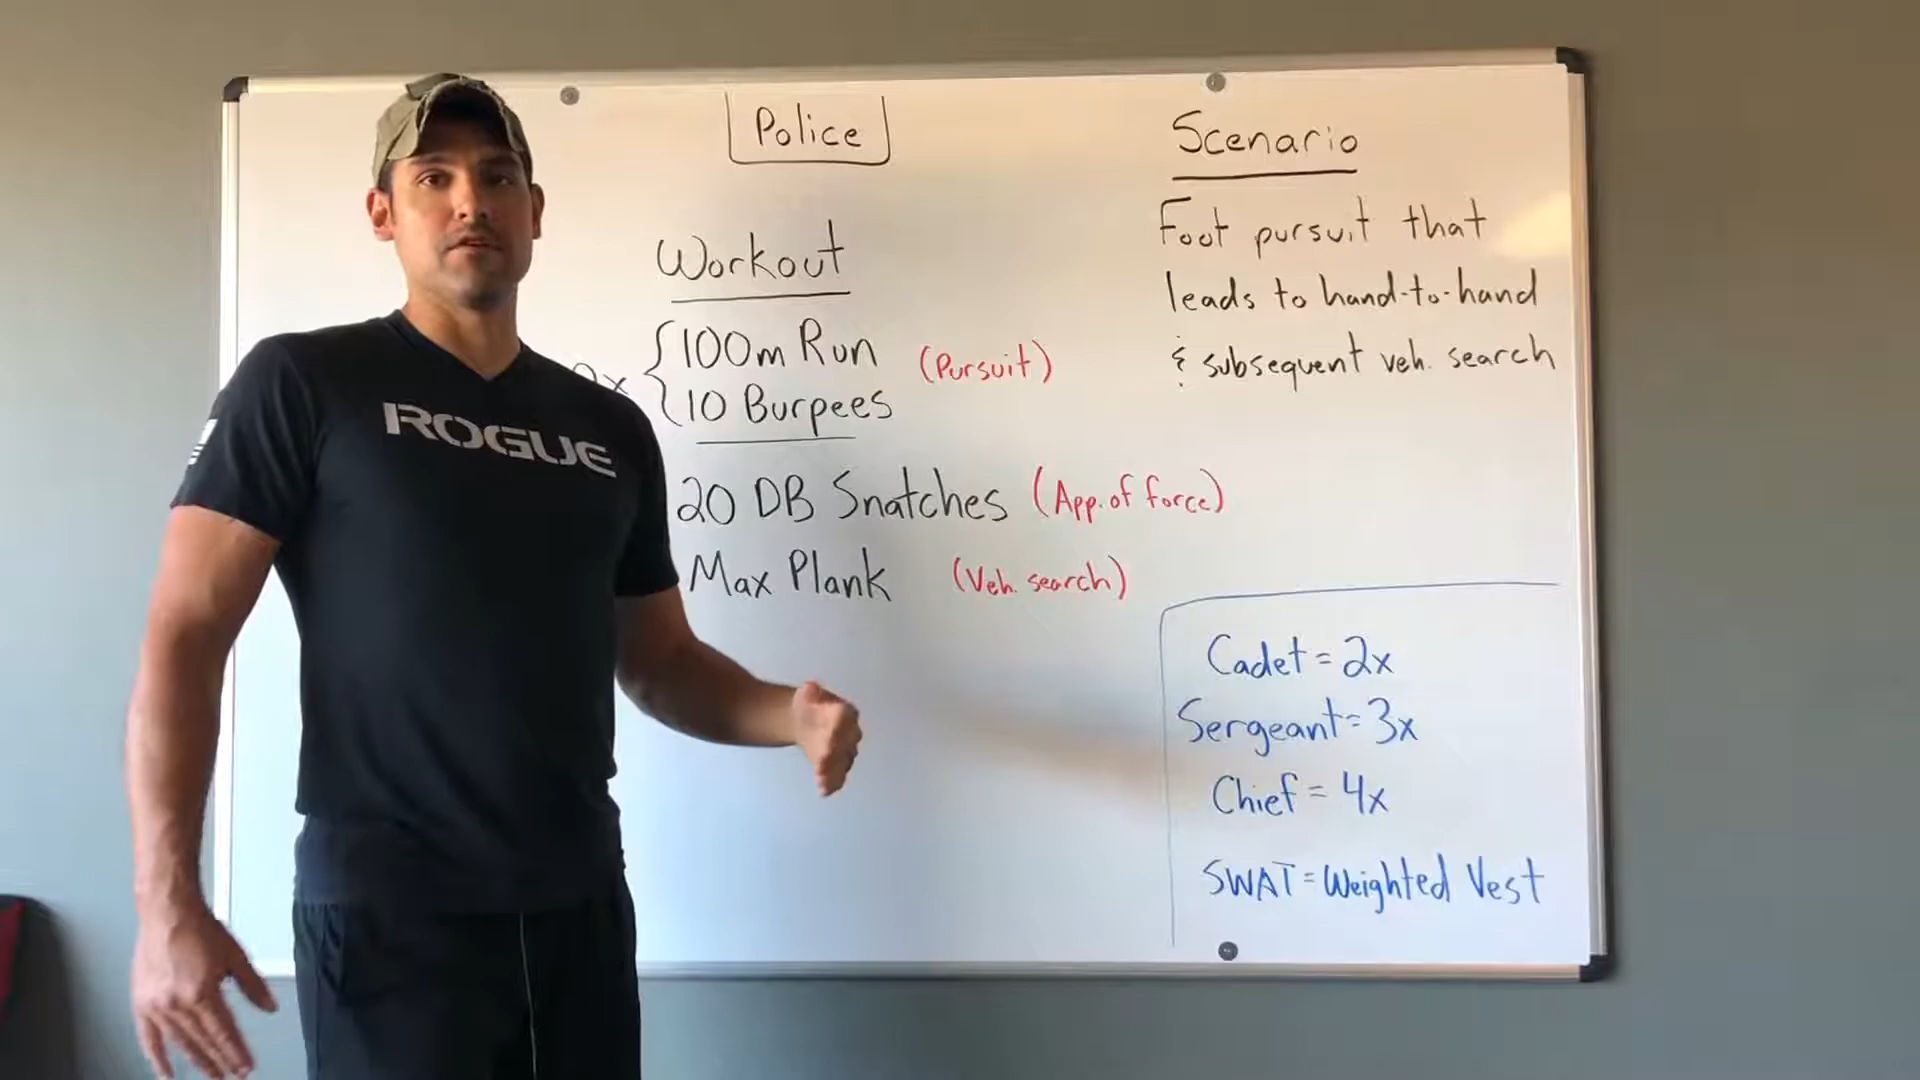 Police
Workout
100m Run (Pursuit)
10 Burpees
20 DB Snatches (App. of force)
Max Plank (Veh. search)
Scenario
Foot pursuit that
leads to hand-to-hand
& subsequent veh. search
Cadet = 2x
Sergeant = 3x
Chief = 4x
SWAT = Weighted Vest
ROGUE